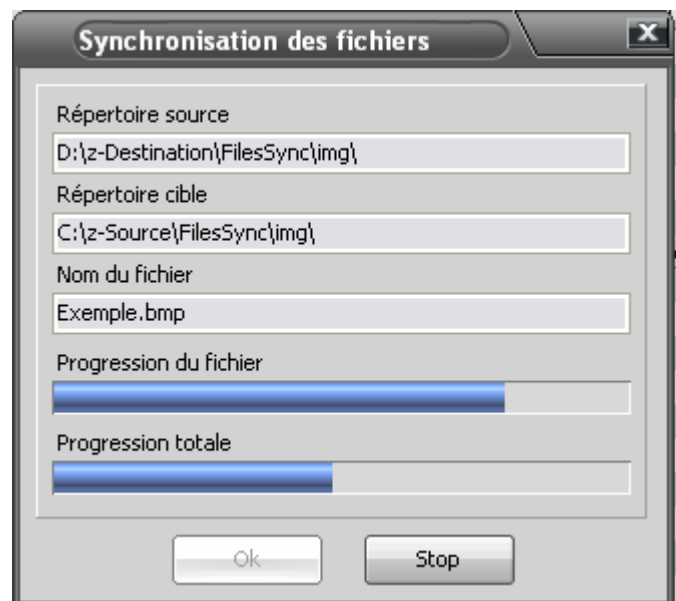 Synchronisation des fichiers
Répertoire source
D:\z-Destination\FilesSync\img\
Répertoire cible
C:\z-Source\FilesSync\img\
Nom du fichier
Exemple.bmp
Progression du fichier
Progression totale
Ok
Stop